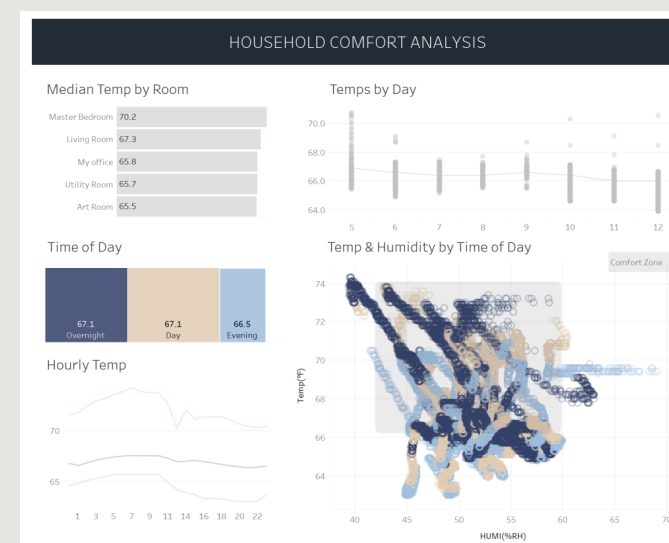 HOUSEHOLD COMFORT ANALYSIS
Median Temp by Room
Master Bedroom 70.2
Living Room 67.3
My office 65.8
Utility Room 65.7
Art Room 65.5
Temps by Day
70.0
68.0
66.0
64.0
5 6 7 8 9 10 11 12
Time of Day
67.1 67.1 66.5
Overnight Day Evening
Hourly Temp
70
65
1 3 5 7 9 11 14 16 18 20 22
Temp & Humidity by Time of Day
Comfort Zone
74
72
70
68
66
64
Temp(°F)
40 45 50 55 60 65 70
HUMI(%RH)